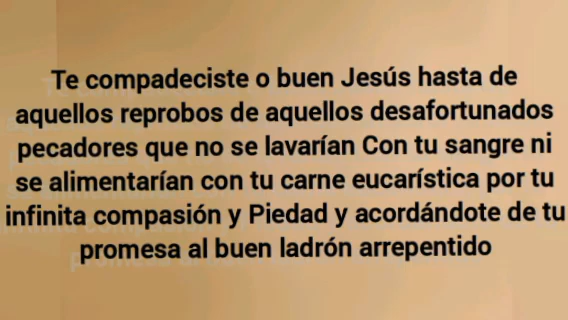 Te compadeciste o buen Jesús hasta de
aquellos reprobos de aquellos desafortunados
pecadores que no se lavarían Con tu sangre ni
se alimentarían con tu carne eucarística por tu
infinita compasión y Piedad y acordándote de tu
promesa al buen ladrón arrepentido